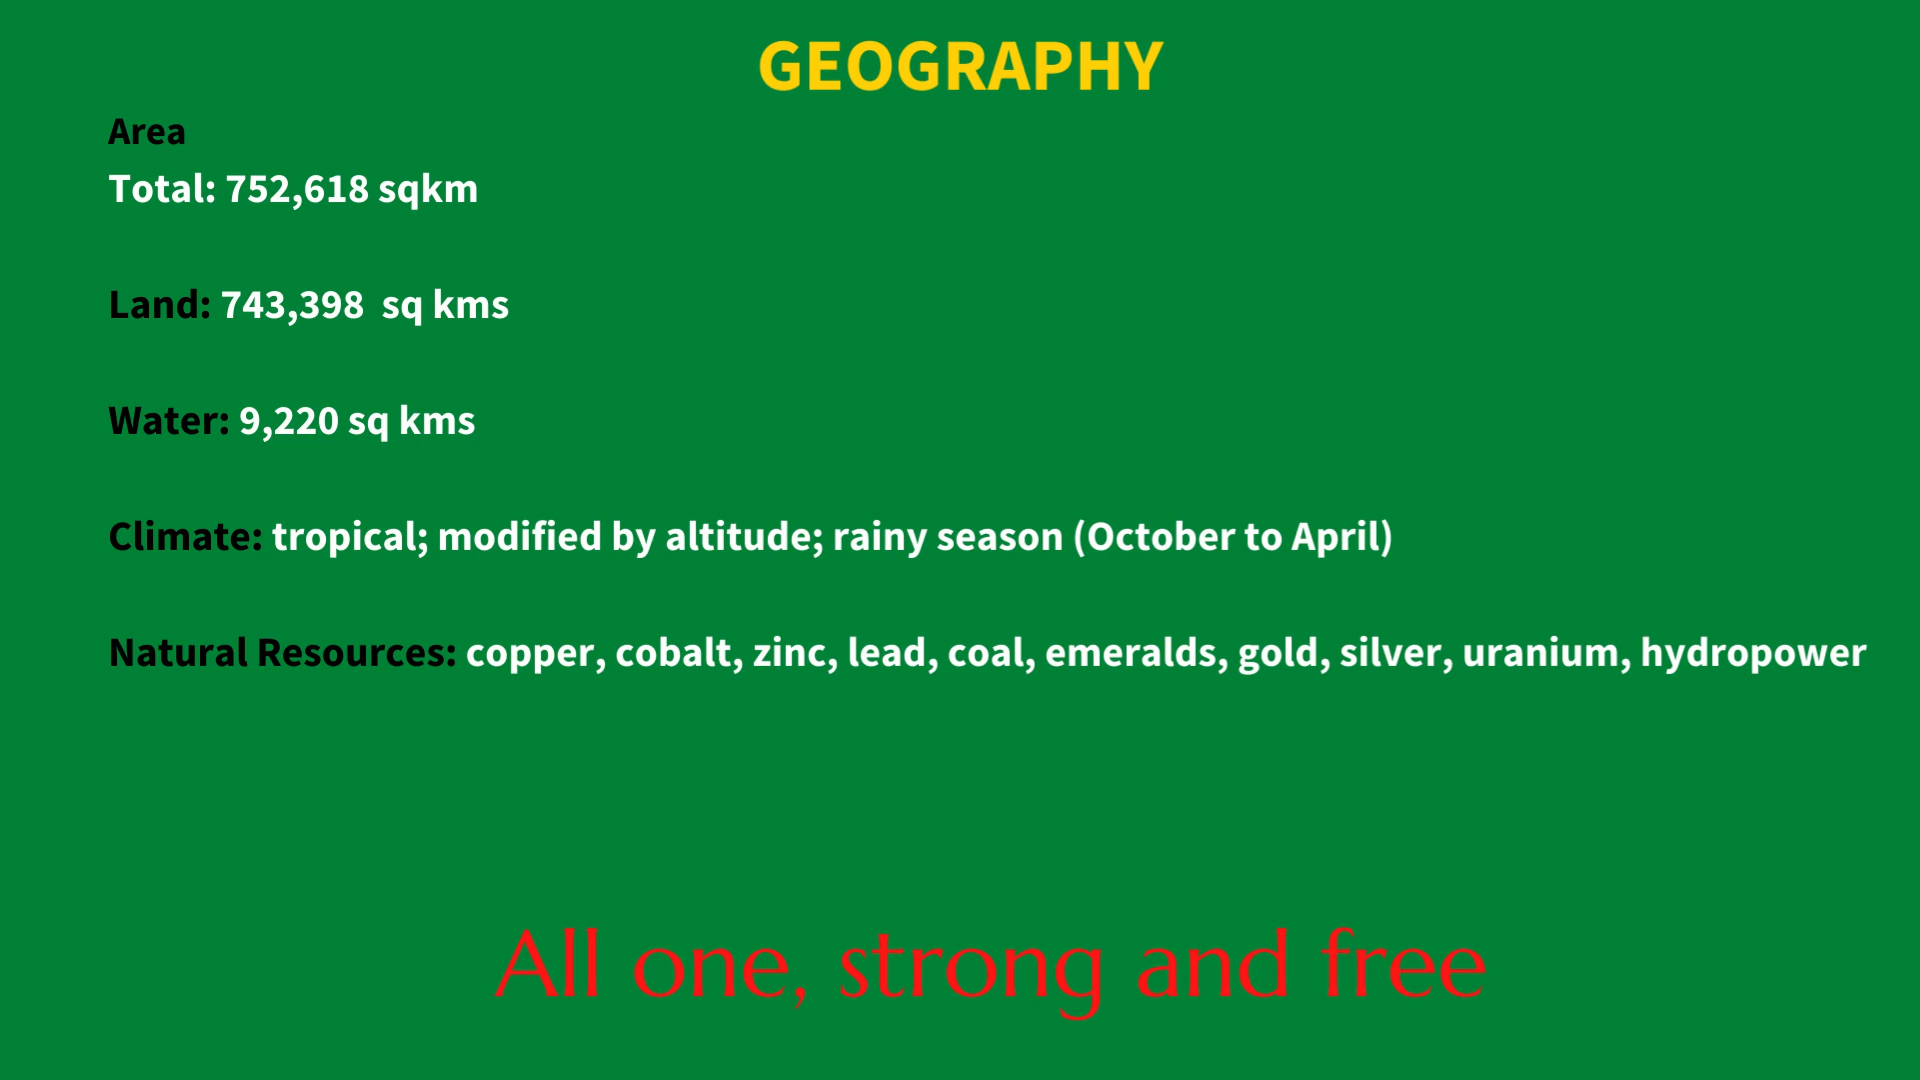 GEOGRAPHY
Area
Total: 752,618 sqkm
Land: 743,398  sq kms
Water: 9,220 sq kms
Climate: tropical; modified by altitude; rainy season (October to April)
Natural Resources: copper, cobalt, zinc, lead, coal, emeralds, gold, silver, uranium, hydropower
All one, strong and free